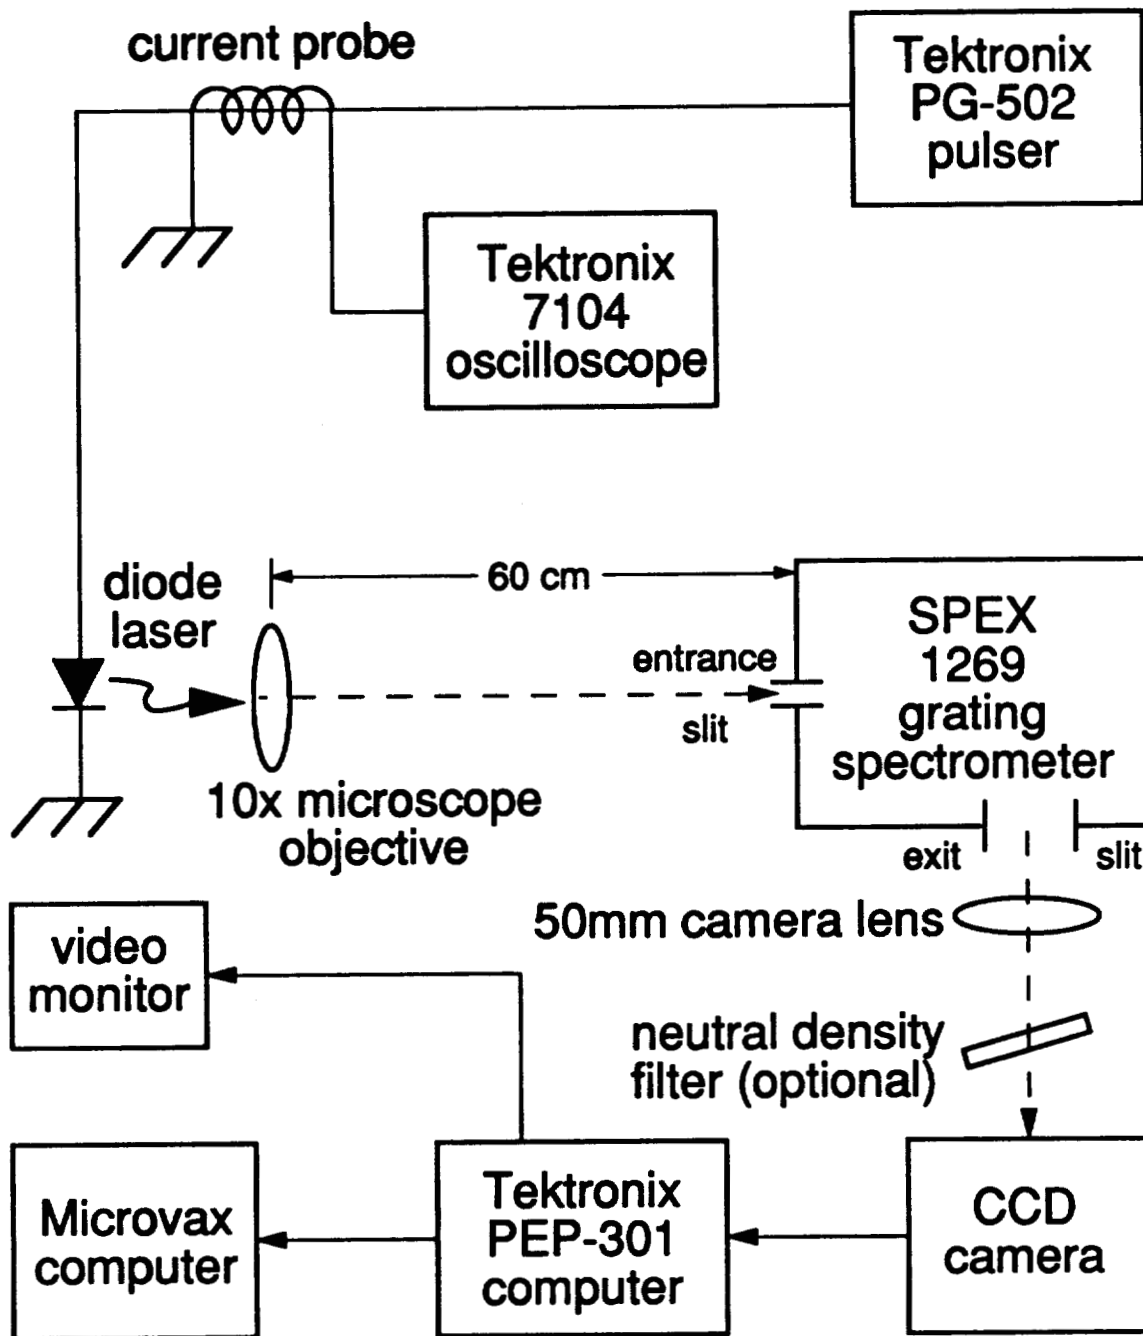 current probe
Tektronix
PG-502
pulser
Tektronix
7104
oscilloscope
diode
laser
60 cm
entrance
slit
SPEX
1269
grating
spectrometer
10x microscope
objective
exit
slit
50mm camera lens
video
monitor
neutral density
filter (optional)
Microvax
computer
Tektronix
PEP-301
computer
CCD
camera